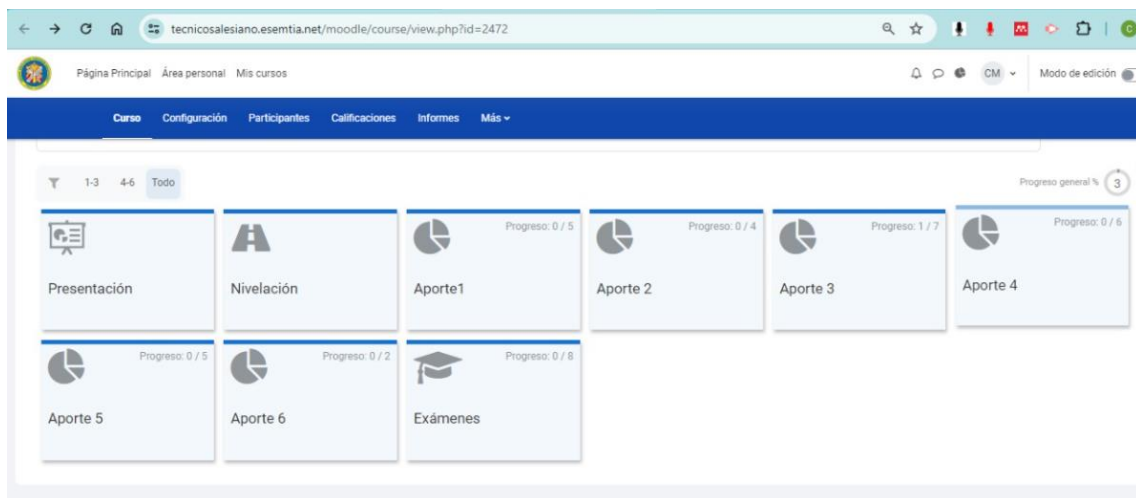 tecnicosalesiano.esemtia.net/moodle/course/view.php?id=2472
Página Principal Área personal Mis cursos CM Modo de edición
Curso Configuración Participantes Calificaciones Informes Más
1-3 4-6 Todo Progreso general % 3
Progreso: 0 / 5 Progreso: 0 / 4 Progreso: 1 / 7 Progreso: 0 / 6
Presentación Nivelación Aporte1 Aporte 2 Aporte 3 Aporte 4
Progreso: 0 / 5 Progreso: 0 / 2 Progreso: 0 / 8
Aporte 5 Aporte 6 Exámenes